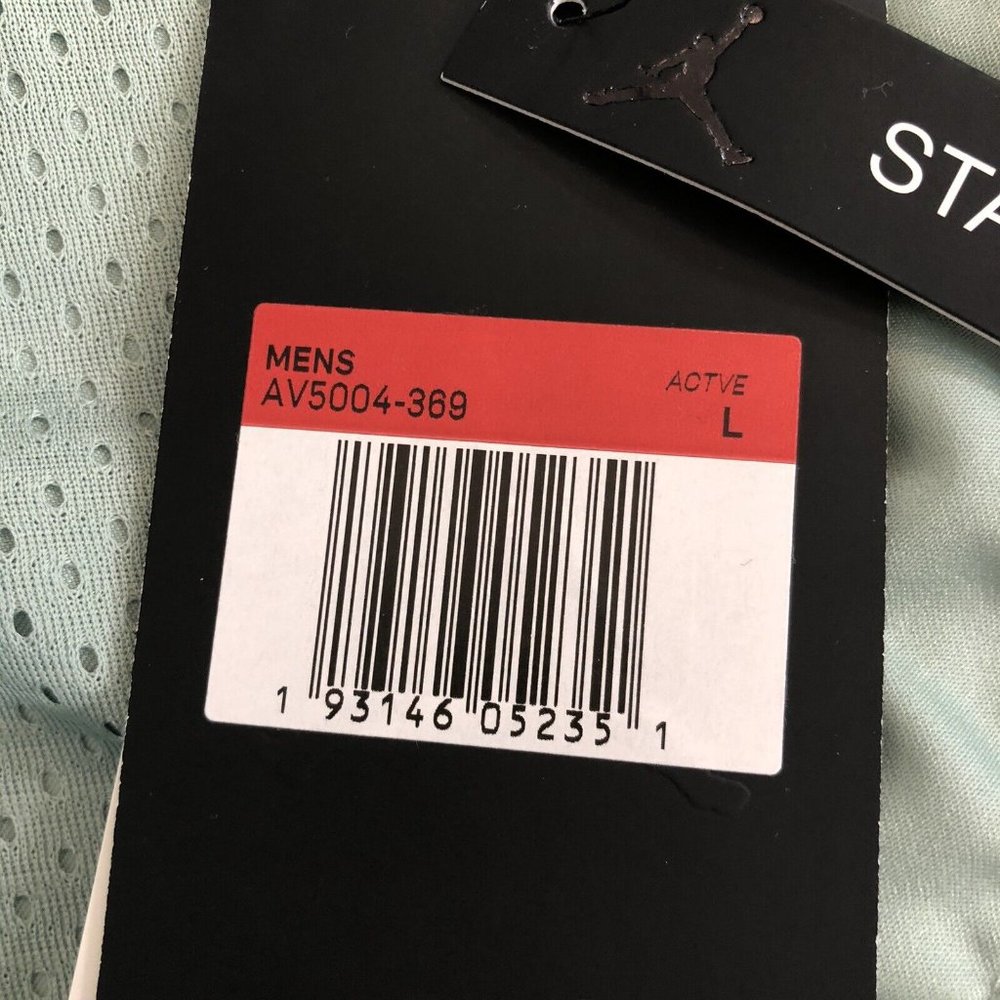 STA
MENS
ACTVE
AV5004-369
L
1 93146 05235 1